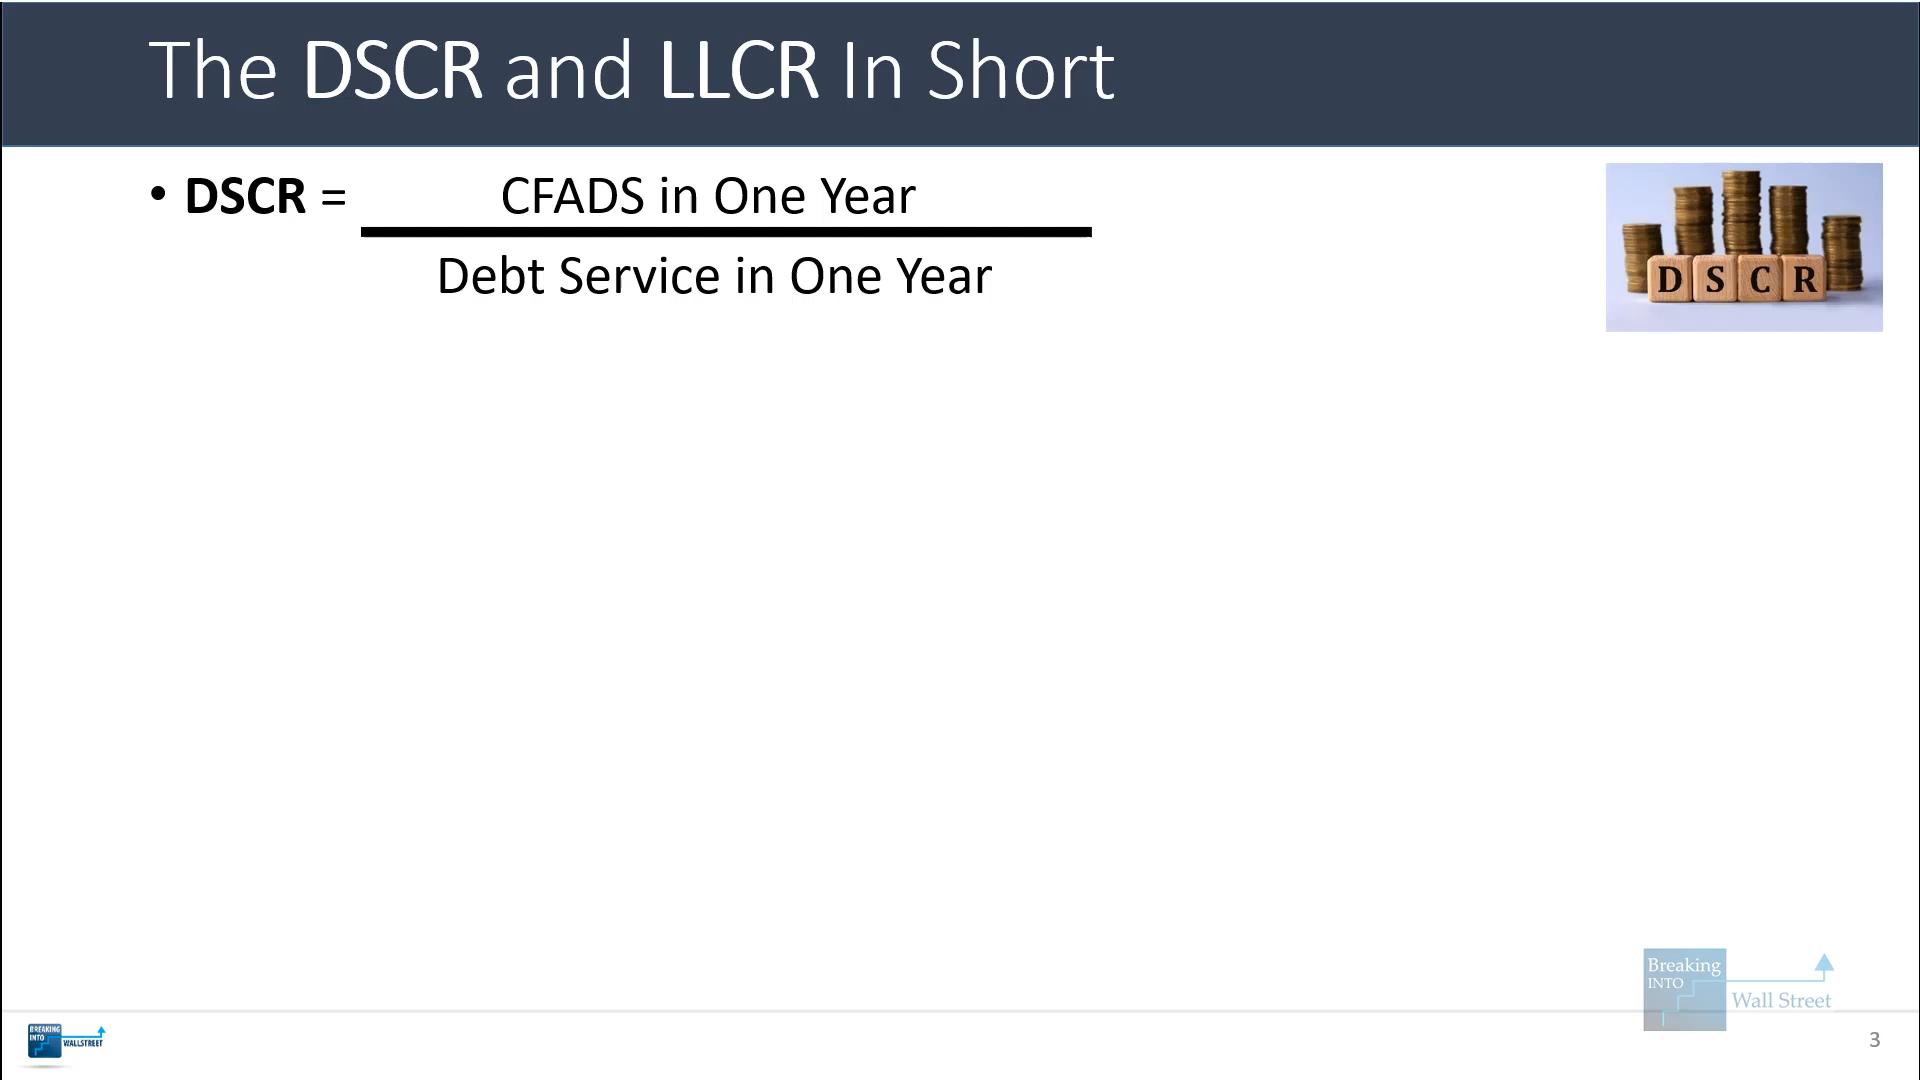 The DSCR and LLCR In Short
• DSCR = CFADS in One Year
Debt Service in One Year
D S C R
Breaking
INTO
Wall Street
BREAKING
INTO
WALLSTREET
3